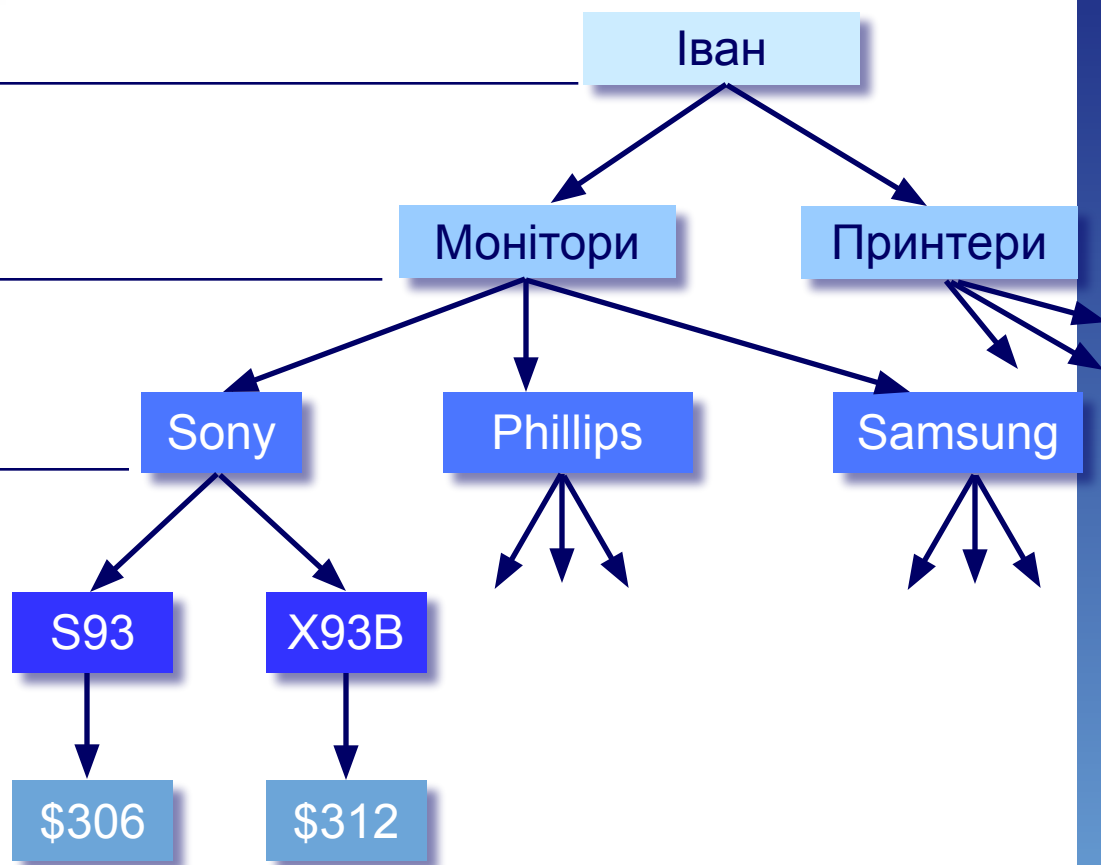 Іван
Монітори
Принтери
Sony
Phillips
Samsung
S93
X93B
$306
$312